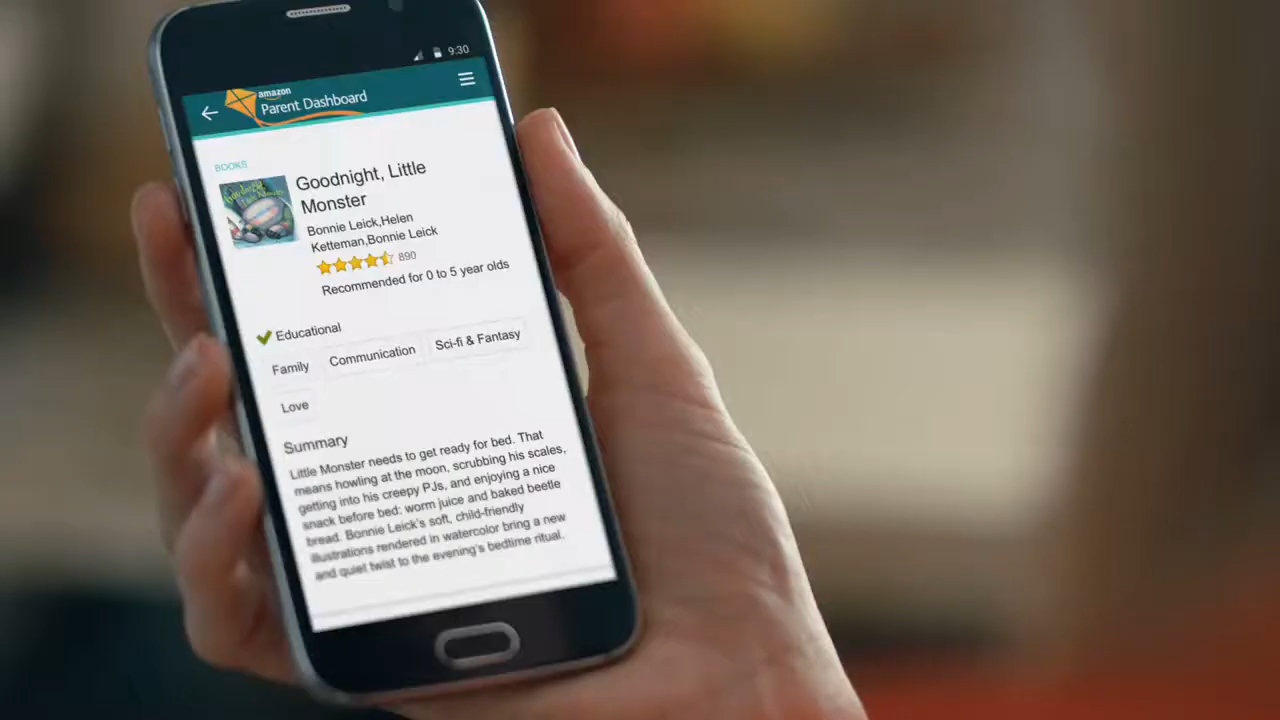 9:30
amazon
Parent Dashboard
BOOKS
Goodnight, Little
Monster
Bonnie Leick,Helen
Ketteman,Bonnie Leick
890
Recommended for 0 to 5 year olds
Educational
Family
Communication
Sci-fi & Fantasy
Love
Summary
Little Monster needs to get ready for bed. That
means howling at the moon, scrubbing his scales,
getting into his creepy PJs, and enjoying a nice
snack before bed: worm juice and baked beetle
bread. Bonnie Leick's soft, child-friendly
illustrations rendered in watercolor bring a new
and quiet twist to the evening's bedtime ritual.